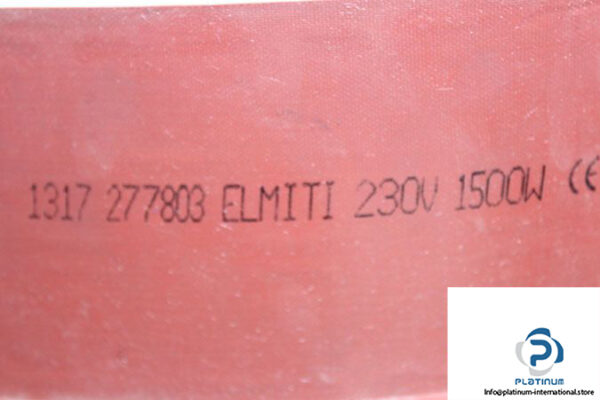 1317 277803 ELMITI 230V 1500W CE
PLATINUM
Info@platinum-international.store